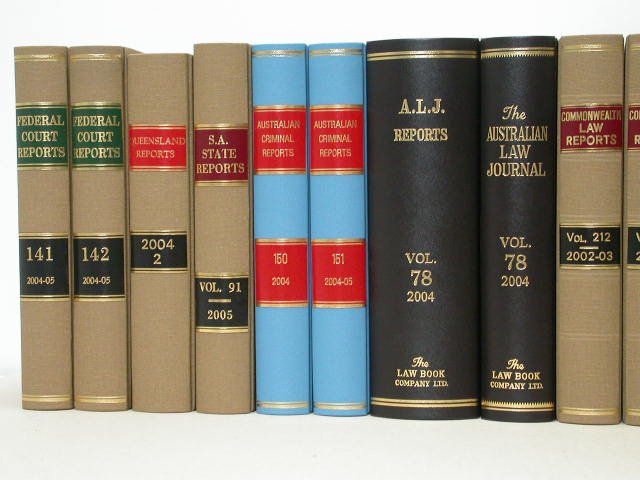 FEDERAL
COURT
REPORTS
141
2004-05
FEDERAL
COURT
REPORTS
142
2004-05
QUEENSLAND
REPORTS
2004
2
S.A.
STATE
REPORTS
VOL. 91
2005
AUSTRALIAN
CRIMINAL
REPORTS
150
2004
AUSTRALIAN
CRIMINAL
REPORTS
151
2004-05
A.L.J.
REPORTS
VOL.
78
2004
The
LAW BOOK
COMPANY LTD.
The
AUSTRALIAN
LAW
JOURNAL
VOL.
78
2004
The
LAW BOOK
COMPANY LTD.
COMMONWEALTH
LAW
REPORTS
VOL. 212
2002-03